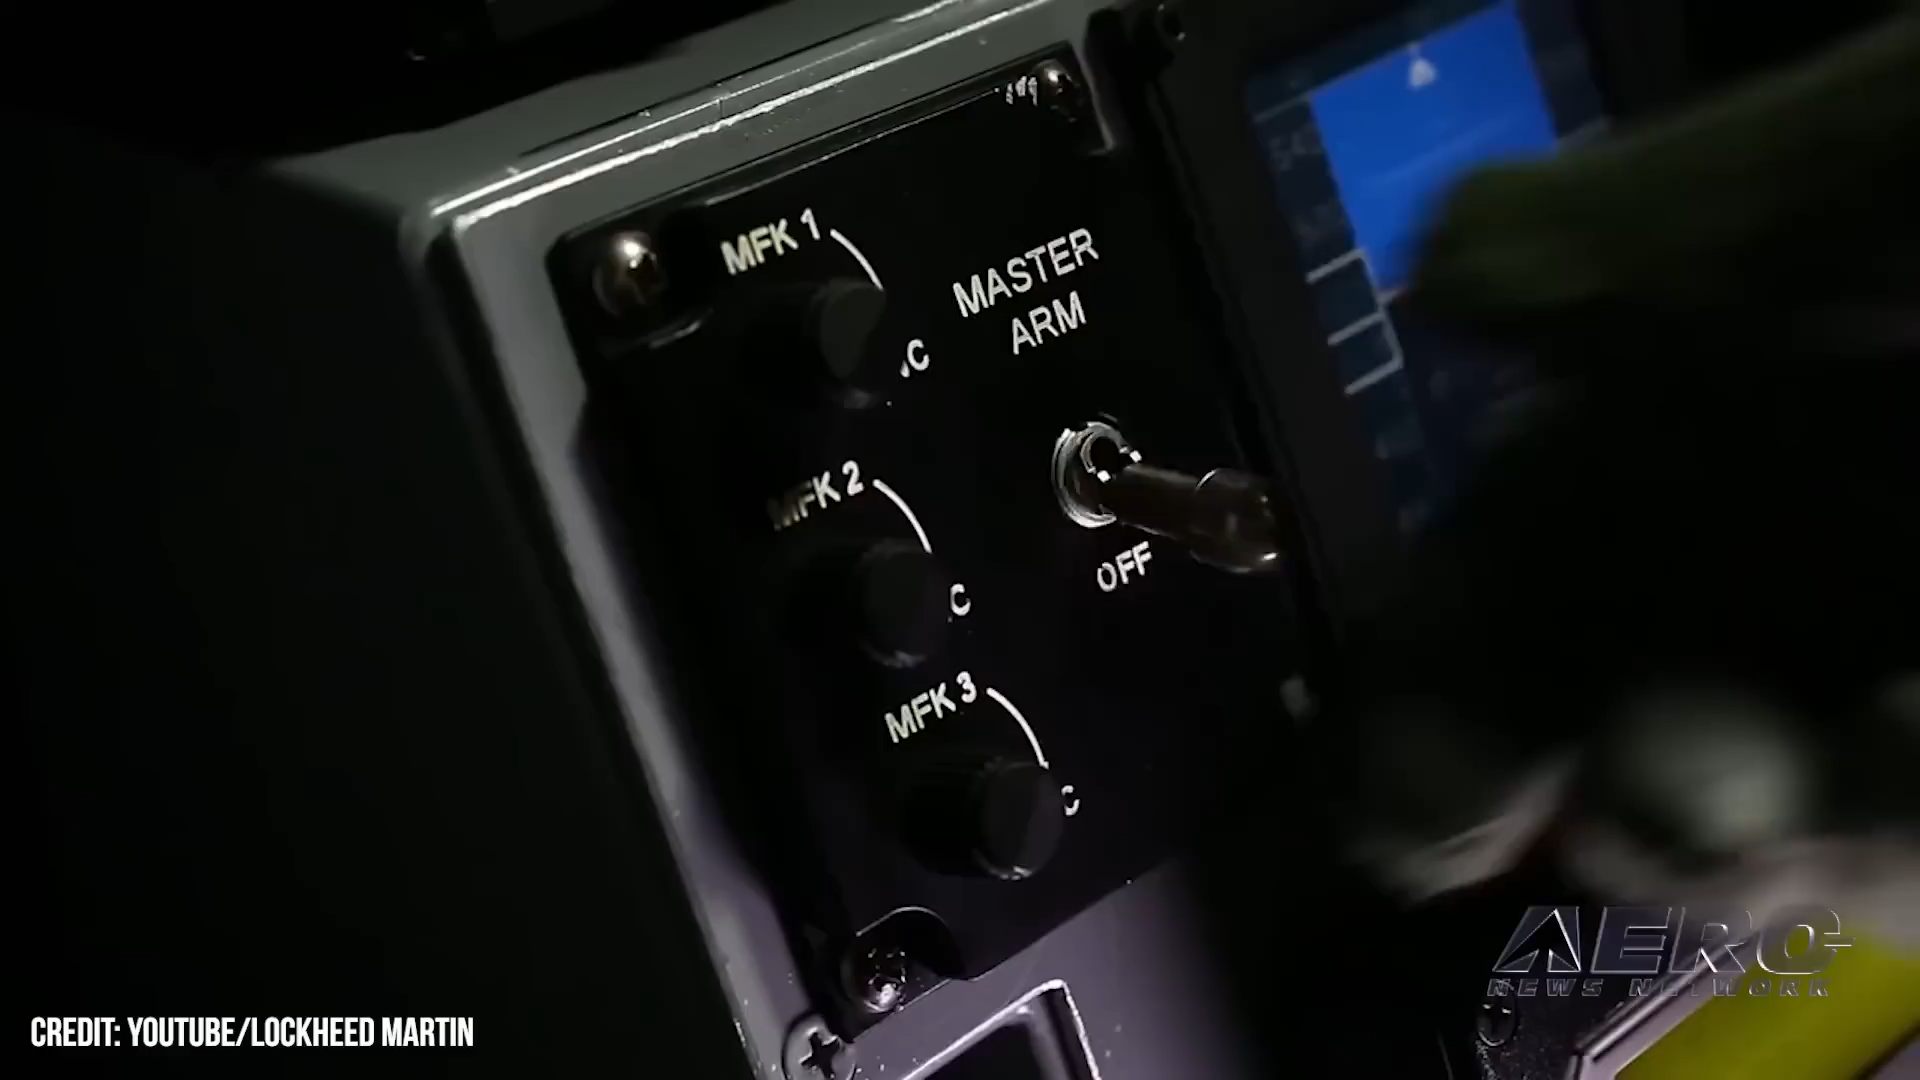 MFK 1
C
MASTER
ARM
MFK 2
C
OFF
MFK 3
C
AERO
NEWS NETWORK
CREDIT: YOUTUBE/LOCKHEED MARTIN